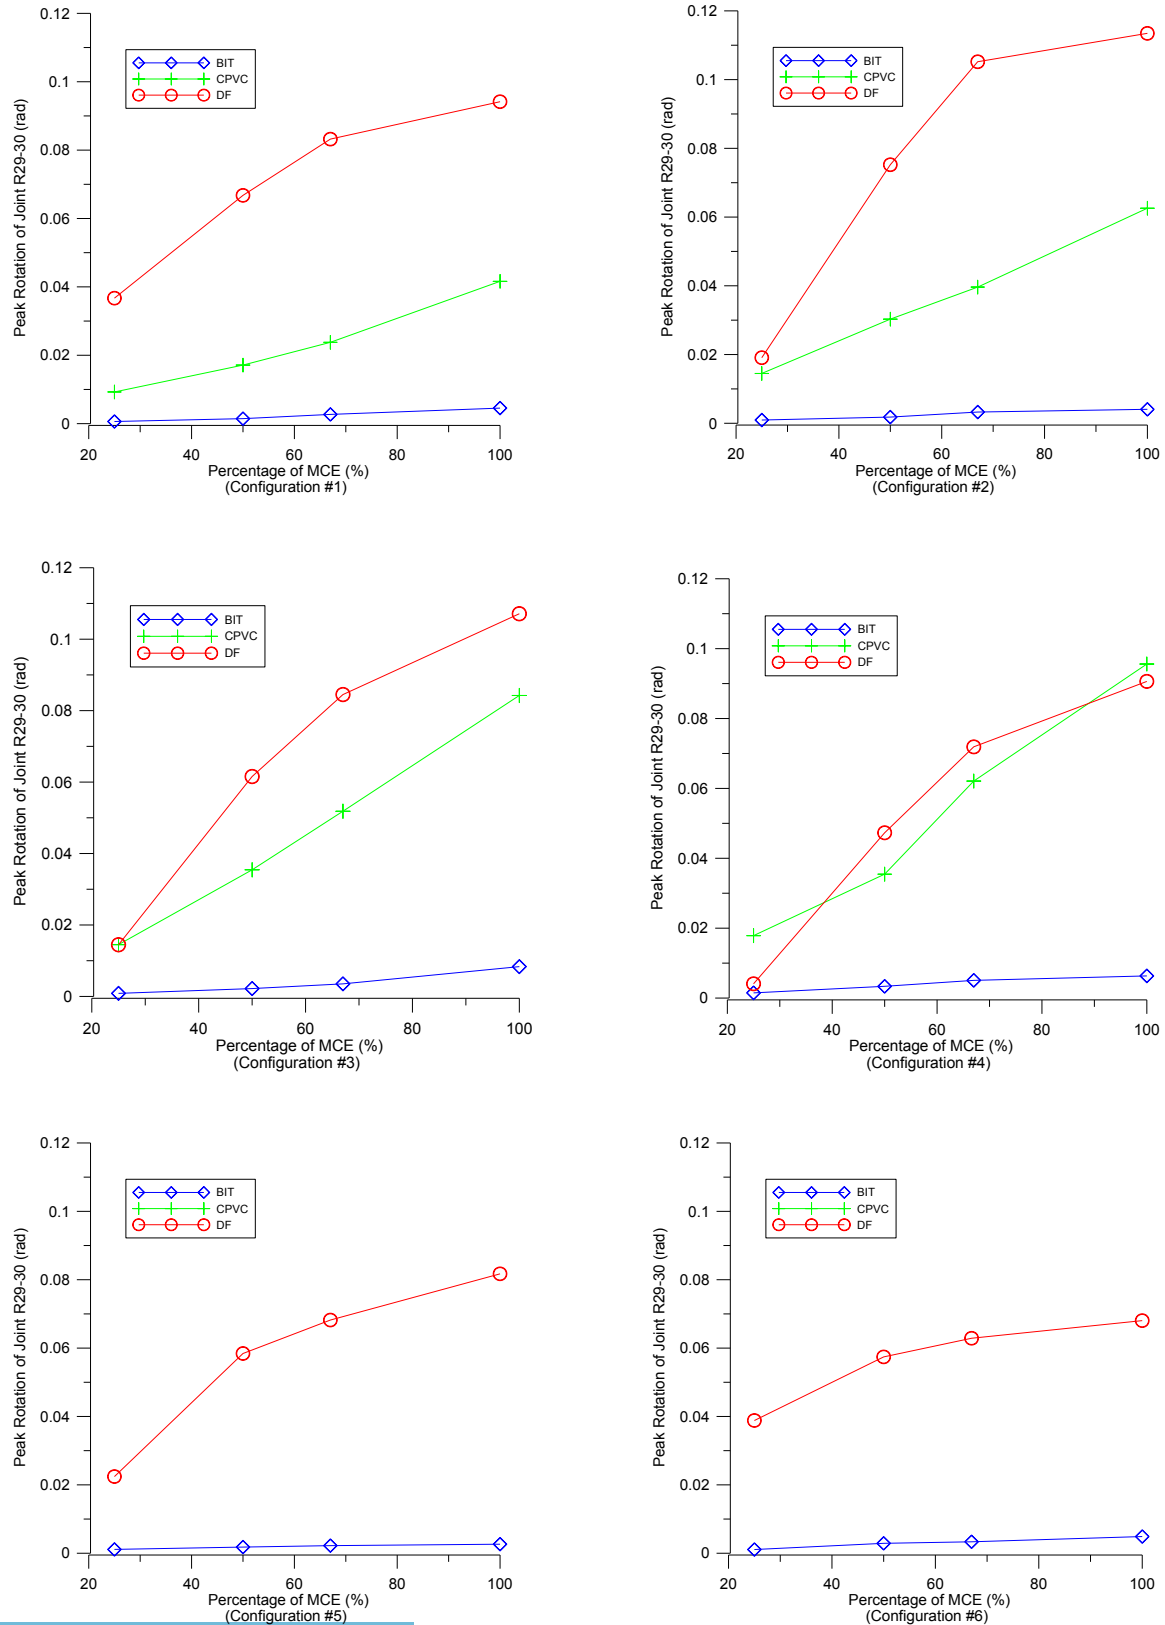 0.12
0.1
0.08
0.06
0.04
0.02
0
Peak Rotation of Joint R29-30 (rad)
BIT
CPVC
DF
20 40 60 80 100
Percentage of MCE (%)
(Configuration #1)
0.12
0.1
0.08
0.06
0.04
0.02
0
Peak Rotation of Joint R29-30 (rad)
BIT
CPVC
DF
20 40 60 80 100
Percentage of MCE (%)
(Configuration #2)
0.12
0.1
0.08
0.06
0.04
0.02
0
Peak Rotation of Joint R29-30 (rad)
BIT
CPVC
DF
20 40 60 80 100
Percentage of MCE (%)
(Configuration #3)
0.12
0.1
0.08
0.06
0.04
0.02
0
Peak Rotation of Joint R29-30 (rad)
BIT
CPVC
DF
20 40 60 80 100
Percentage of MCE (%)
(Configuration #4)
0.12
0.1
0.08
0.06
0.04
0.02
0
Peak Rotation of Joint R29-30 (rad)
BIT
CPVC
DF
20 40 60 80 100
Percentage of MCE (%)
(Configuration #5)
0.12
0.1
0.08
0.06
0.04
0.02
0
Peak Rotation of Joint R29-30 (rad)
BIT
CPVC
DF
20 40 60 80 100
Percentage of MCE (%)
(Configuration #6)